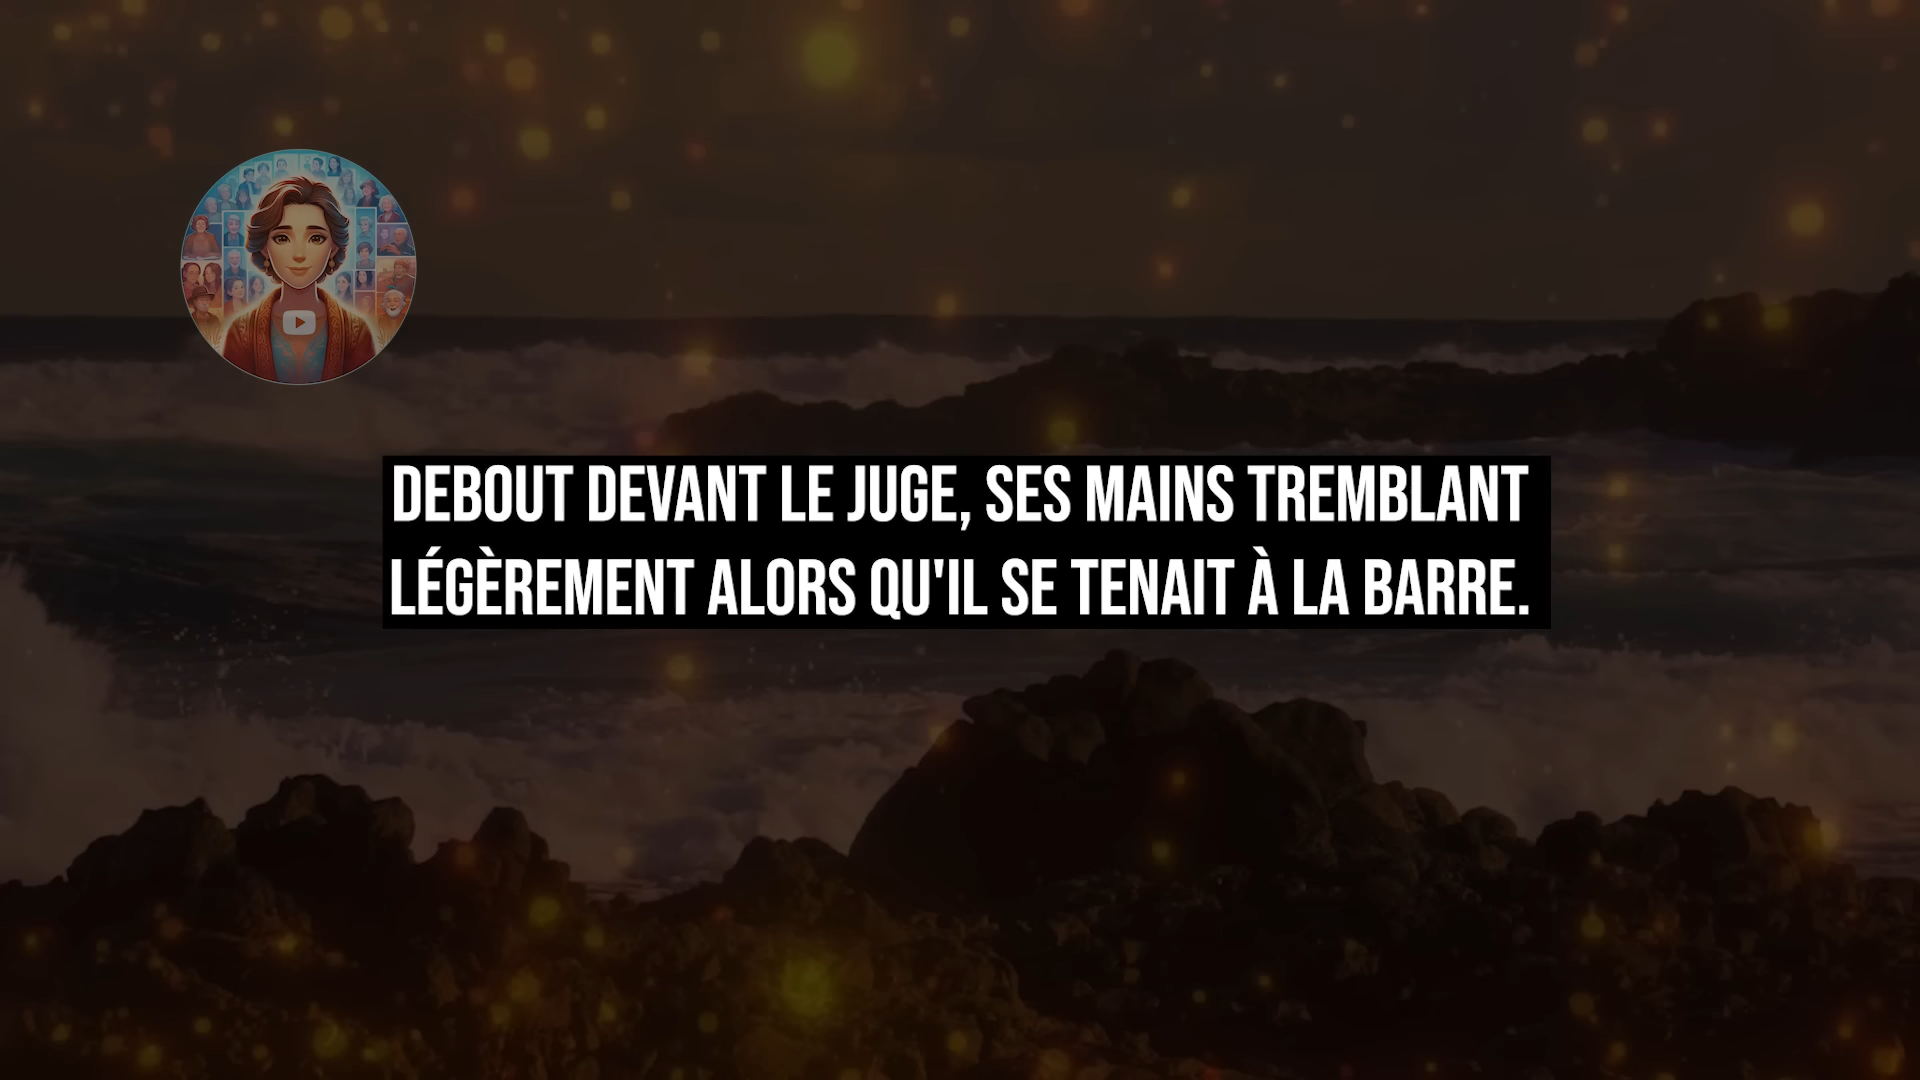 DEBOUT DEVANT LE JUGE, SES MAINS TREMBLANT
LÉGÈREMENT ALORS QU'IL SE TENAIT À LA BARRE.